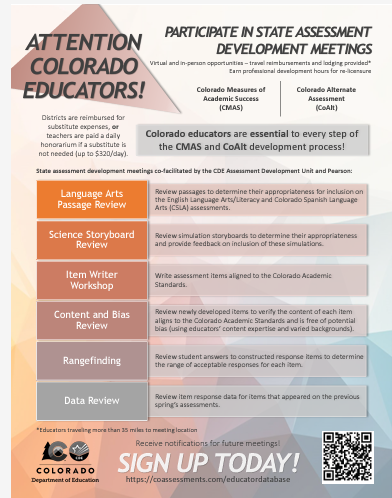 ATTENTION
COLORADO
EDUCATORS!
PARTICIPATE IN STATE ASSESSMENT
DEVELOPMENT MEETINGS
Virtual and in-person opportunities – travel reimbursements and lodging provided*
Earn professional development hours for re-licensure
Colorado Measures of
Academic Success
(CMAS)
Colorado Alternate
Assessment
(CoAlt)
Districts are reimbursed for
substitute expenses, or
teachers are paid a daily
honorarium if a substitute is
not needed (up to $320/day).
Colorado educators are essential to every step of
the CMAS and CoAlt development process!
State assessment development meetings co-facilitated by the CDE Assessment Development Unit and Pearson:
Language Arts
Passage Review
Review passages to determine their appropriateness for inclusion on
the English Language Arts/Literacy and Colorado Spanish Language
Arts (CSLA) assessments.
Science Storyboard
Review
Review simulation storyboards to determine their appropriateness
and provide feedback on inclusion of these simulations.
Item Writer
Workshop
Write assessment items aligned to the Colorado Academic
Standards.
Content and Bias
Review
Review newly developed items to verify the content of each item
aligns to the Colorado Academic Standards and is free of potential
bias (using educators' content expertise and varied backgrounds).
Rangefinding
Review student answers to constructed response items to determine
the range of acceptable responses for each item.
Data Review
Review item response data for items that appeared on the previous
spring's assessments.
*Educators traveling more than 35 miles to meeting location
Receive notifications for future meetings!
SIGN UP TODAY!
https://coassessments.com/educatordatabase
CO
CDE
COLORADO
Department of Education